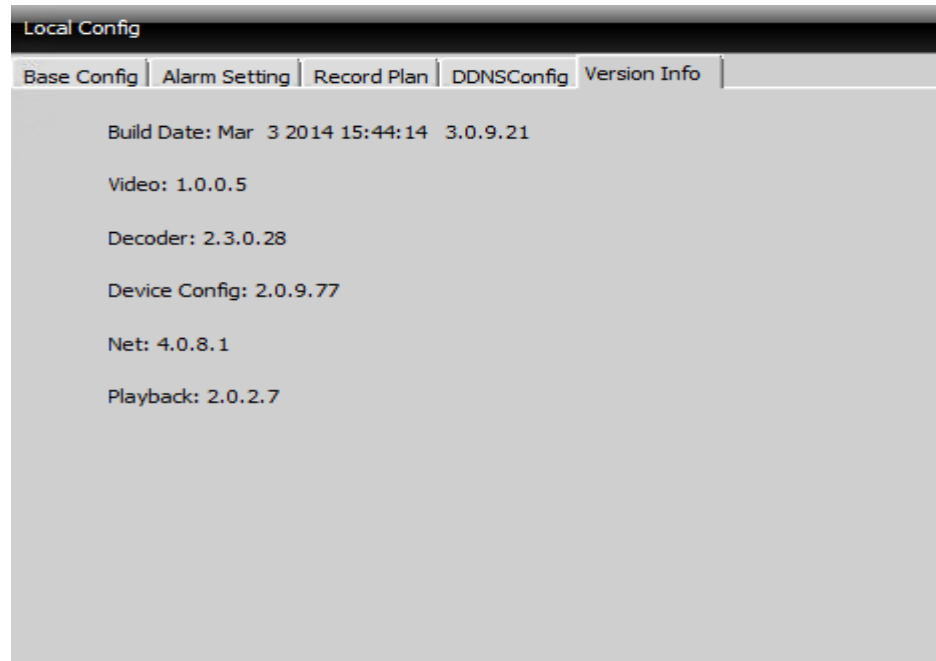 Local Config
Base Config Alarm Setting Record Plan DDNSConfig Version Info
Build Date: Mar  3 2014 15:44:14   3.0.9.21
Video: 1.0.0.5
Decoder: 2.3.0.28
Device Config: 2.0.9.77
Net: 4.0.8.1
Playback: 2.0.2.7